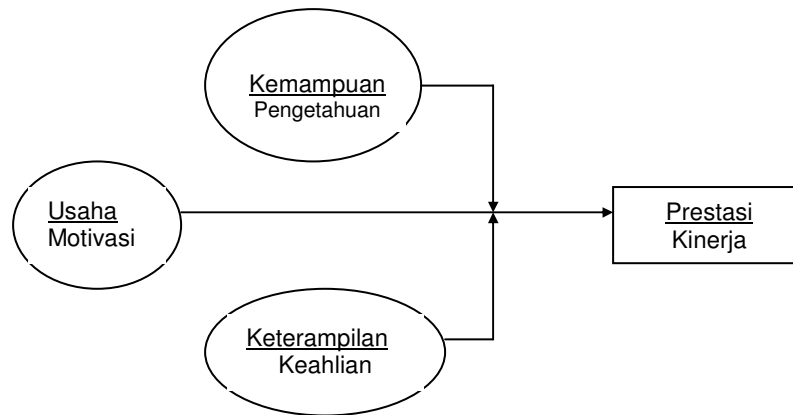 Kemampuan
Pengetahuan
Usaha
Motivasi
Prestasi
Kinerja
Keterampilan
Keahlian